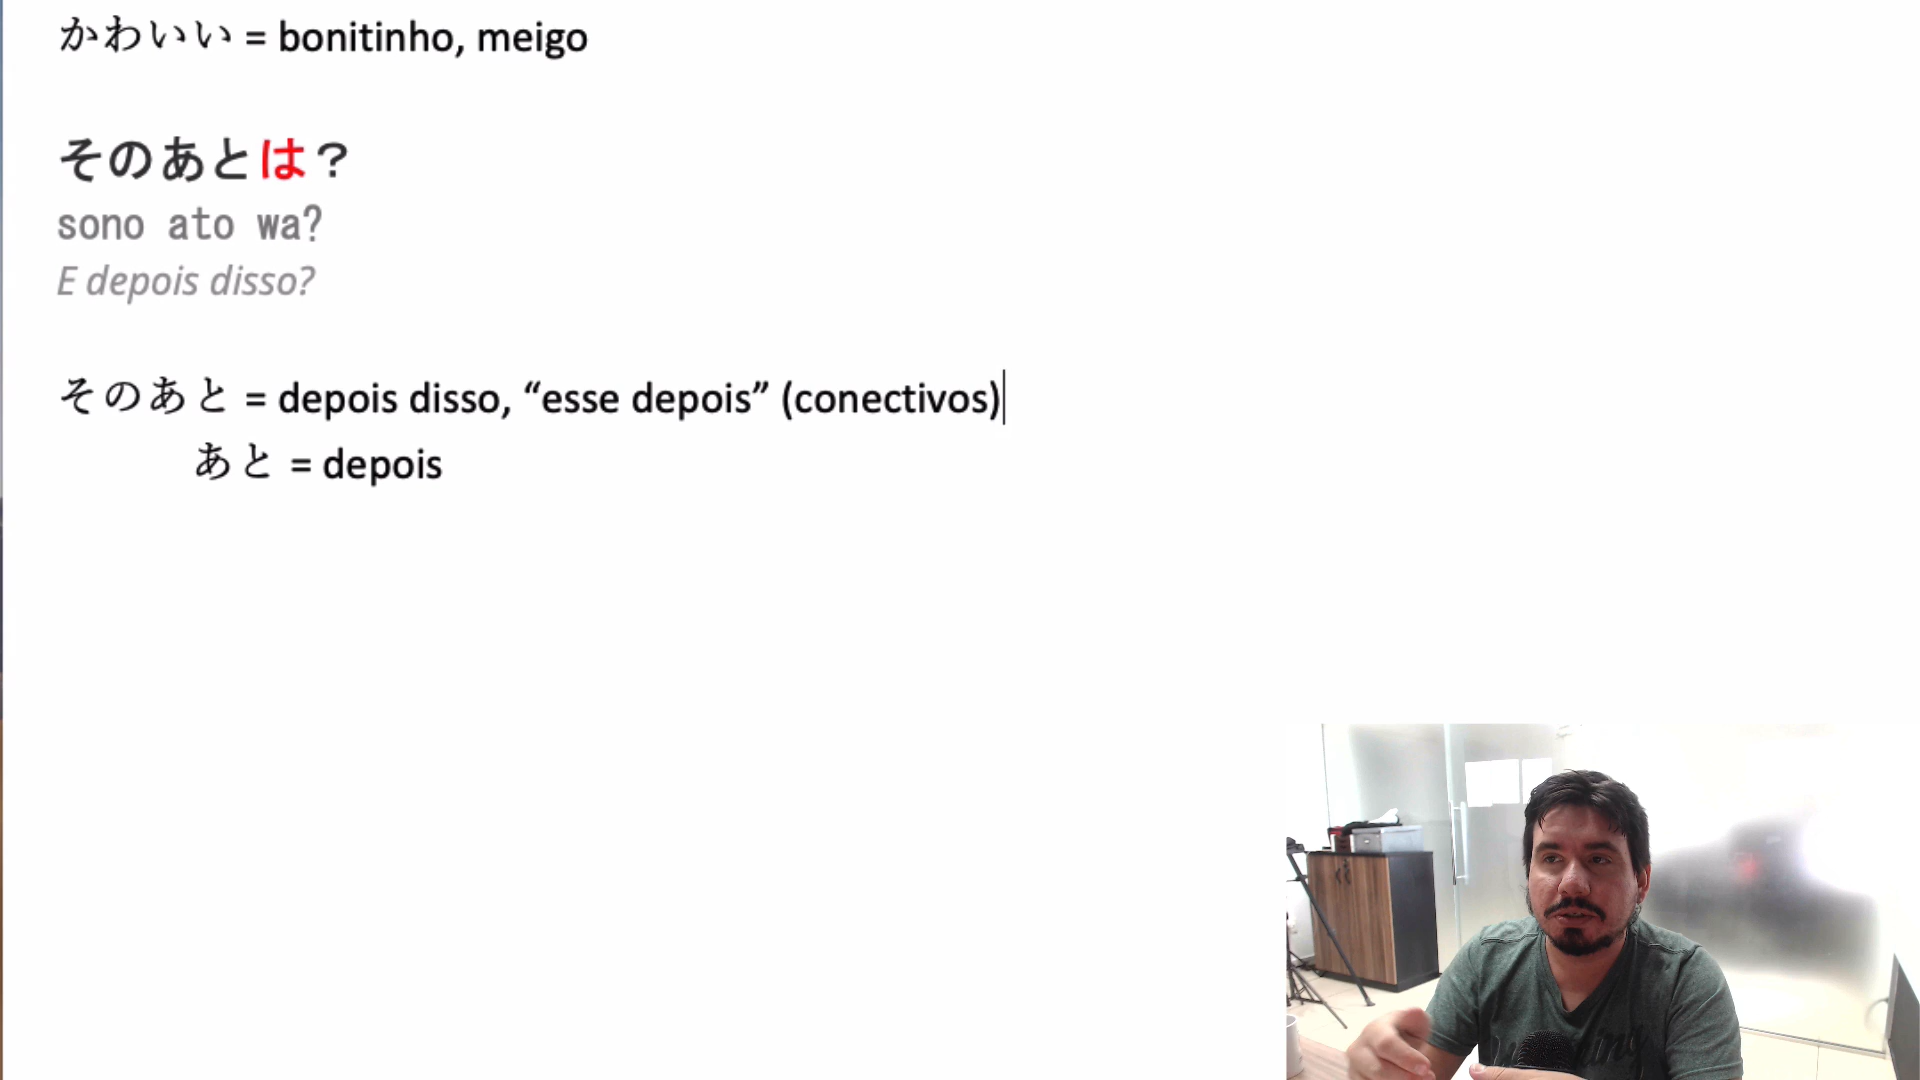 かわいい = bonitinho, meigo
そのあとは？
sono ato wa?
E depois disso?
そのあと = depois disso, “esse depois” (conectivos)
あと = depois